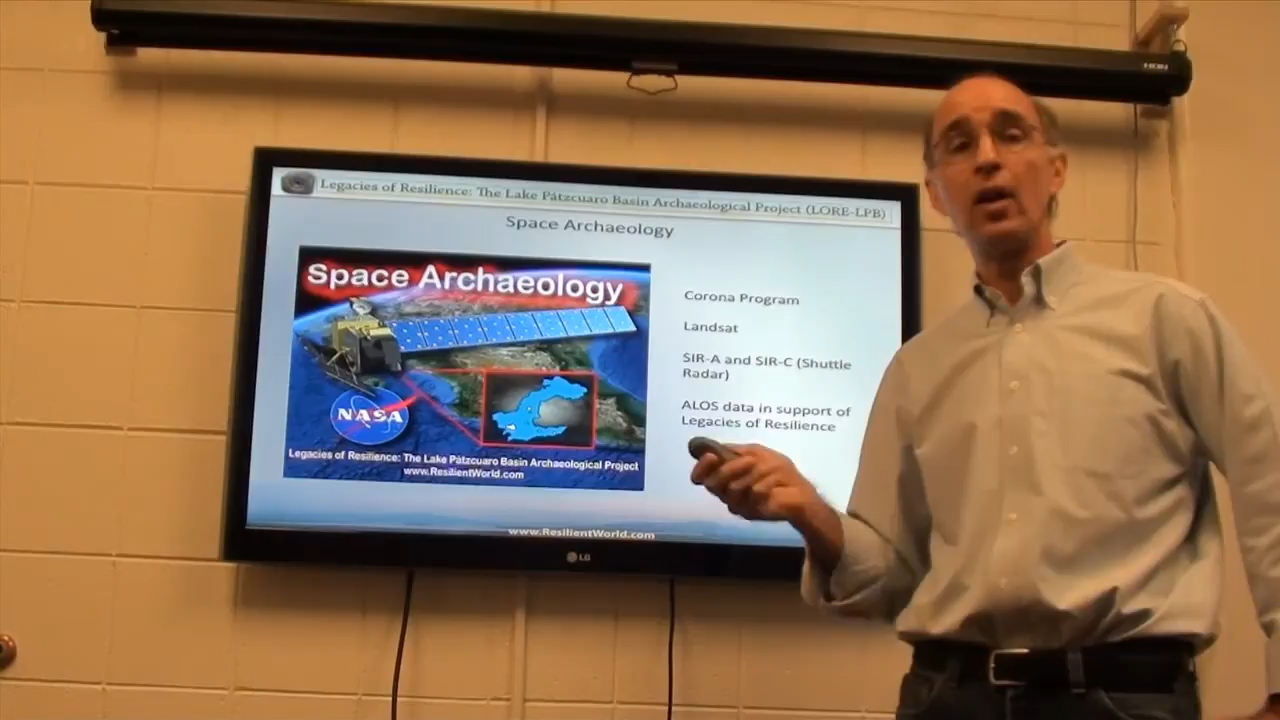 Legacies of Resilience: The Lake Pátzcuaro Basin Archaeological Project (LORE-LPB)
Space Archaeology
Space Archaeology
Corona Program
Landsat
SIR-A and SIR-C (Shuttle
Radar)
ALOS data in support of
Legacies of Resilience
NASA
Legacies of Resilience: The Lake Pátzcuaro Basin Archaeological Project
www.ResilientWorld.com
www.ResilientWorld.com
LG